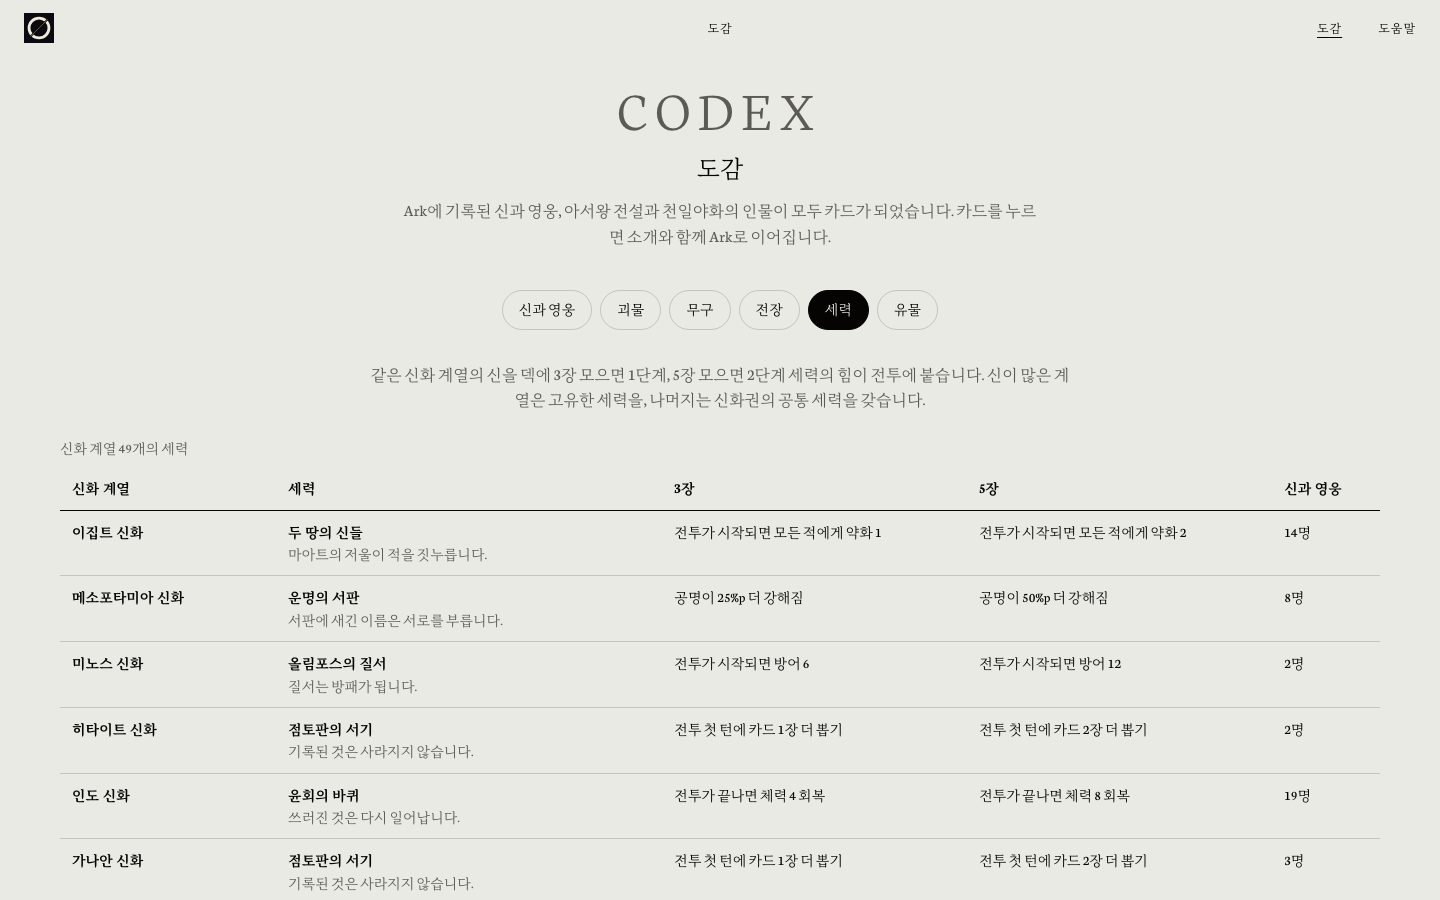 도감
도감
도움말
CODEX
도감
Ark에 기록된 신과 영웅, 아서왕 전설과 천일야화의 인물이 모두 카드가 되었습니다. 카드를 누르
면 소개와 함께 Ark로 이어집니다.
신과 영웅
괴물
무구
전장
세력
유물
같은 신화 계열의 신을 덱에 3장 모으면 1단계, 5장 모으면 2단계 세력의 힘이 전투에 붙습니다. 신이 많은 계
열은 고유한 세력을, 나머지는 신화권의 공통 세력을 갖습니다.
신화 계열 49개의 세력
신화 계열 세력 3장 5장 신과 영웅
이집트 신화 두 땅의 신들 전투가 시작되면 모든 적에게 약화 1 전투가 시작되면 모든 적에게 약화 2 14명
마아트의 저울이 적을 짓누릅니다.
메소포타미아 신화 운명의 서판 공명이 25%p 더 강해짐 공명이 50%p 더 강해짐 8명
서판에 새긴 이름은 서로를 부릅니다.
미노스 신화 올림포스의 질서 전투가 시작되면 방어 6 전투가 시작되면 방어 12 2명
질서는 방패가 됩니다.
히타이트 신화 점토판의 서기 전투 첫 턴에 카드 1장 더 뽑기 전투 첫 턴에 카드 2장 더 뽑기 2명
기록된 것은 사라지지 않습니다.
인도 신화 윤회의 바퀴 전투가 끝나면 체력 4 회복 전투가 끝나면 체력 8 회복 19명
쓰러진 것은 다시 일어납니다.
가나안 신화 점토판의 서기 전투 첫 턴에 카드 1장 더 뽑기 전투 첫 턴에 카드 2장 더 뽑기 3명
기록된 것은 사라지지 않습니다.